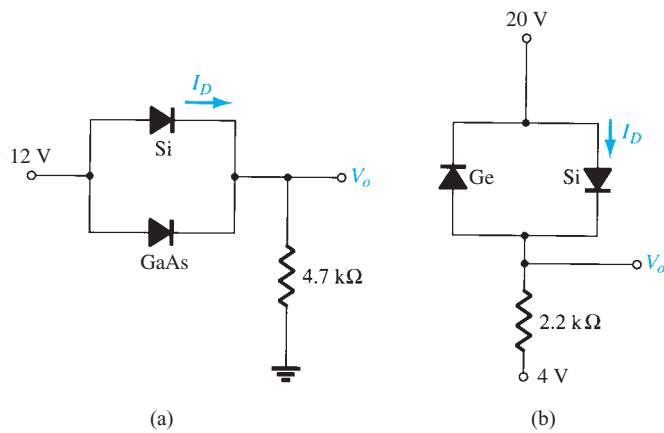 I_D
Si
12 V
V_o
GaAs
4.7 kΩ
(a)
20 V
I_D
Ge
Si
V_o
2.2 kΩ
4 V
(b)